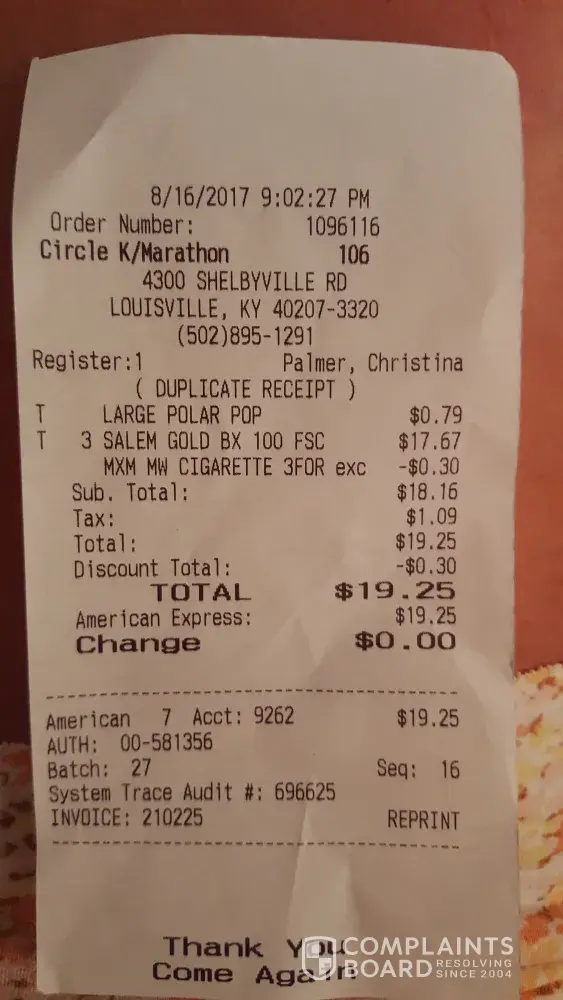 8/16/2017 9:02:27 PM
Order Number: 1096116
Circle K/Marathon 106
4300 SHELBYVILLE RD
LOUISVILLE, KY 40207-3320
(502)895-1291
Register:1 Palmer, Christina
( DUPLICATE RECEIPT )
T LARGE POLAR POP $0.79
T 3 SALEM GOLD BX 100 FSC $17.67
MXM MW CIGARETTE 3FOR exc -$0.30
Sub. Total: $18.16
Tax: $1.09
Total: $19.25
Discount Total: -$0.30
TOTAL $19.25
American Express: $19.25
Change $0.00
American 7 Acct: 9262 $19.25
AUTH: 00-581356
Batch: 27 Seq: 16
System Trace Audit #: 696625
INVOICE: 210225 REPRINT
Thank You
Come Again
COMPLAINTS
BOARD RESOLVING
SINCE 2004